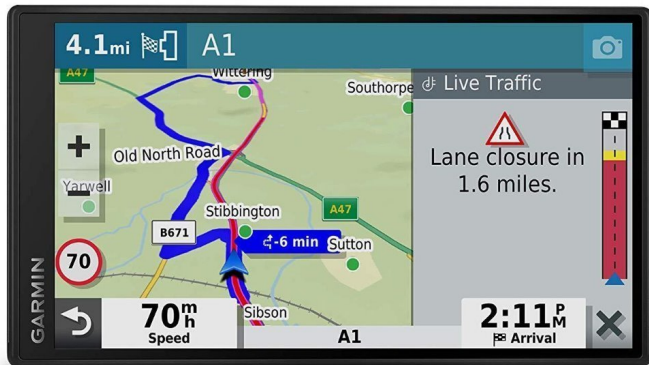 4.1mi A1
A47
Wittering
Southorpe
Live Traffic
Old North Road
Lane closure in
1.6 miles.
Yarwell
Stibbington
A47
B671
-6 min
Sutton
70
GARMIN
Sibson
70mh
Speed
A1
2:11PM
Arrival